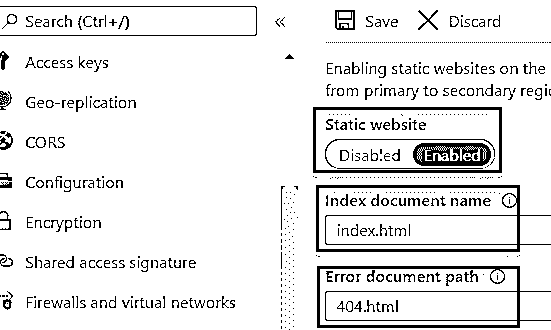 Search (Ctrl+/)
«
Save
Discard
Access keys
Geo-replication
CORS
Configuration
Encryption
Shared access signature
Firewalls and virtual networks
Enabling static websites on the
from primary to secondary regi
Static website
Disabled
Enabled
Index document name
index.html
Error document path
404.html